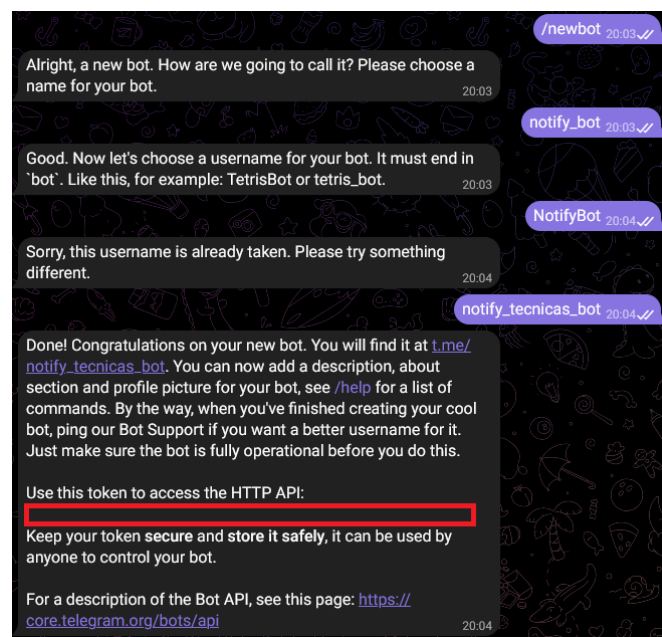 /newbot 20:03
Alright, a new bot. How are we going to call it? Please choose a
name for your bot. 20:03
notify_bot 20:03
Good. Now let's choose a username for your bot. It must end in
`bot`. Like this, for example: TetrisBot or tetris_bot. 20:03
NotifyBot 20:04
Sorry, this username is already taken. Please try something
different. 20:04
notify_tecnicas_bot 20:04
Done! Congratulations on your new bot. You will find it at t.me/
notify_tecnicas_bot. You can now add a description, about
section and profile picture for your bot, see /help for a list of
commands. By the way, when you've finished creating your cool
bot, ping our Bot Support if you want a better username for it.
Just make sure the bot is fully operational before you do this.
Use this token to access the HTTP API:
Keep your token secure and store it safely, it can be used by
anyone to control your bot.
For a description of the Bot API, see this page: https://
core.telegram.org/bots/api 20:04